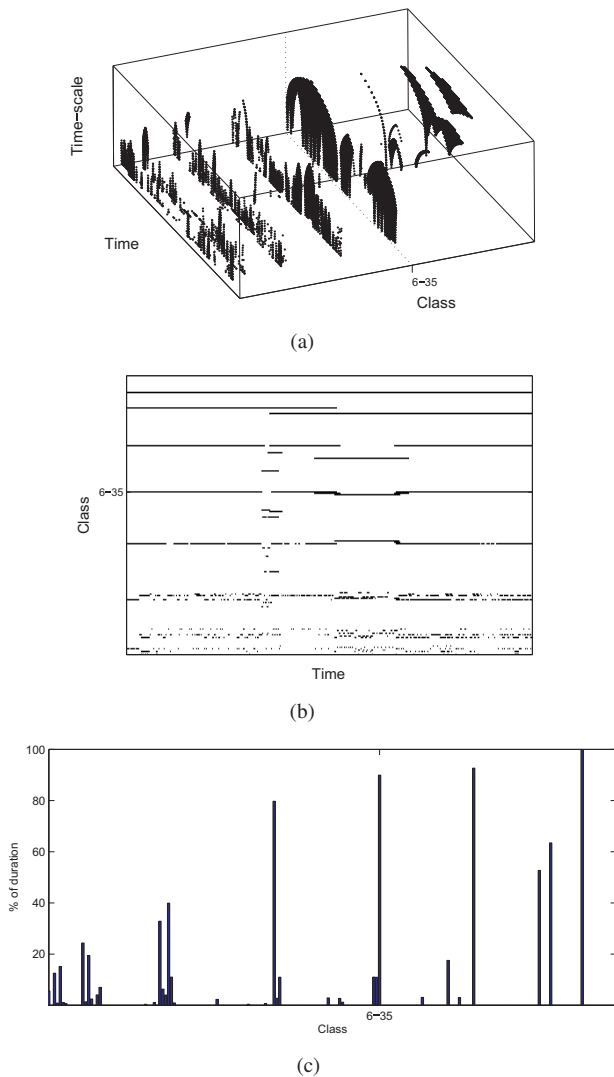 Time−scale
Time
6−35
Class
(a)
Class
6−35
Time
(b)
% of duration
100
80
60
40
20
6−35
Class
(c)